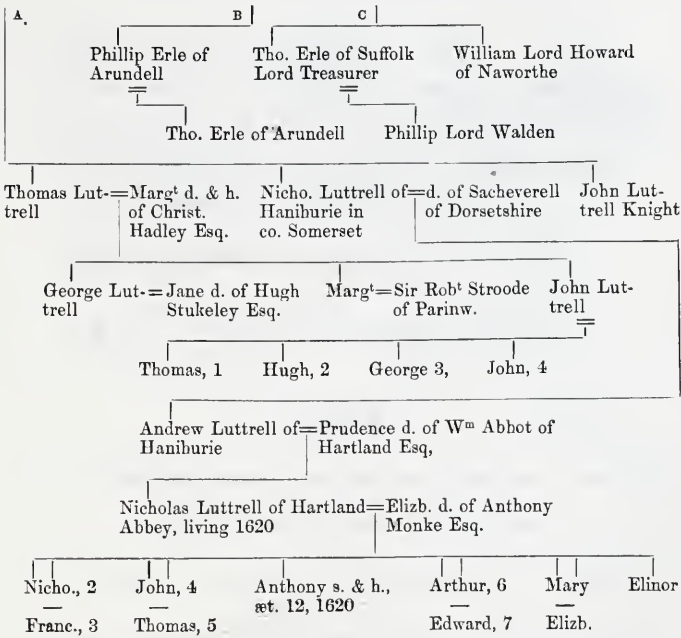 A. B C
Phillip Erle of Tho. Erle of Suffolk William Lord Howard
Arundell Lord Treasurer of Naworthe
= =
Tho. Erle of Arundell Phillip Lord Walden
Thomas Lut-=Margᵗ d. & h. Nicho. Luttrell of=d. of Sacheverell John Lut-
trell of Christ. Haniburie in of Dorsetshire trell Knight
Hadley Esq. co. Somerset
George Lut-=Jane d. of Hugh Margᵗ=Sir Robᵗ Stroode John Lut-
trell Stukeley Esq. of Parinw. trell
=
Thomas, 1 Hugh, 2 George 3, John, 4
Andrew Luttrell of=Prudence d. of Wᵐ Abbot of
Haniburie Hartland Esq,
Nicholas Luttrell of Hartland=Elizb. d. of Anthony
Abbey, living 1620 Monke Esq.
Nicho., 2 John, 4 Anthony s. & h., Arthur, 6 Mary Elinor
— — æt. 12, 1620 — —
Franc., 3 Thomas, 5 Edward, 7 Elizb.